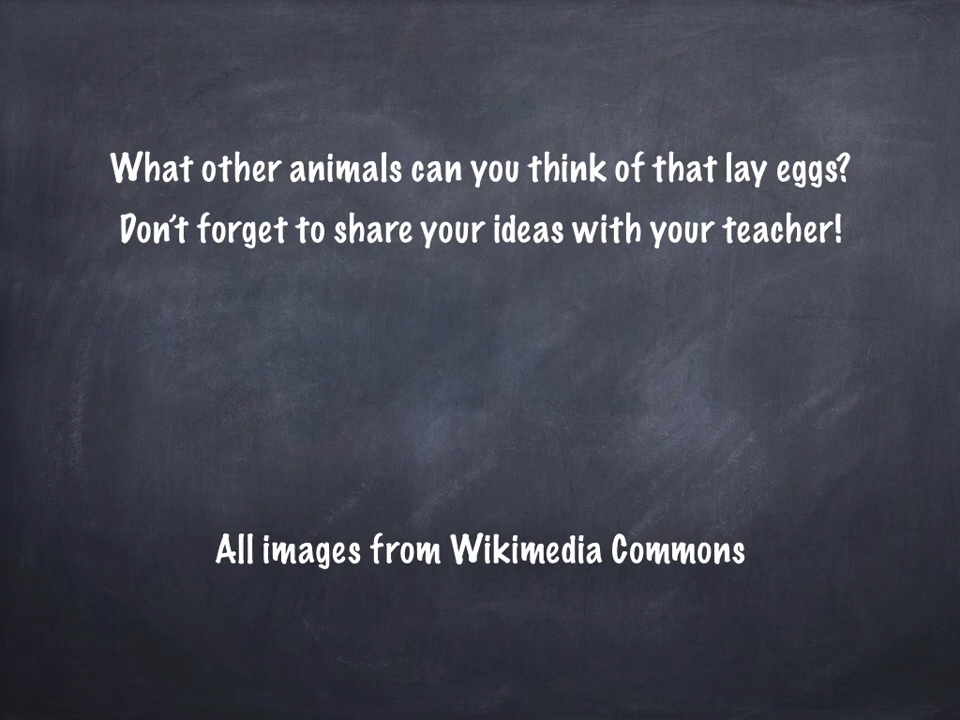 What other animals can you think of that lay eggs?
Don't forget to share your ideas with your teacher!
All images from Wikimedia Commons